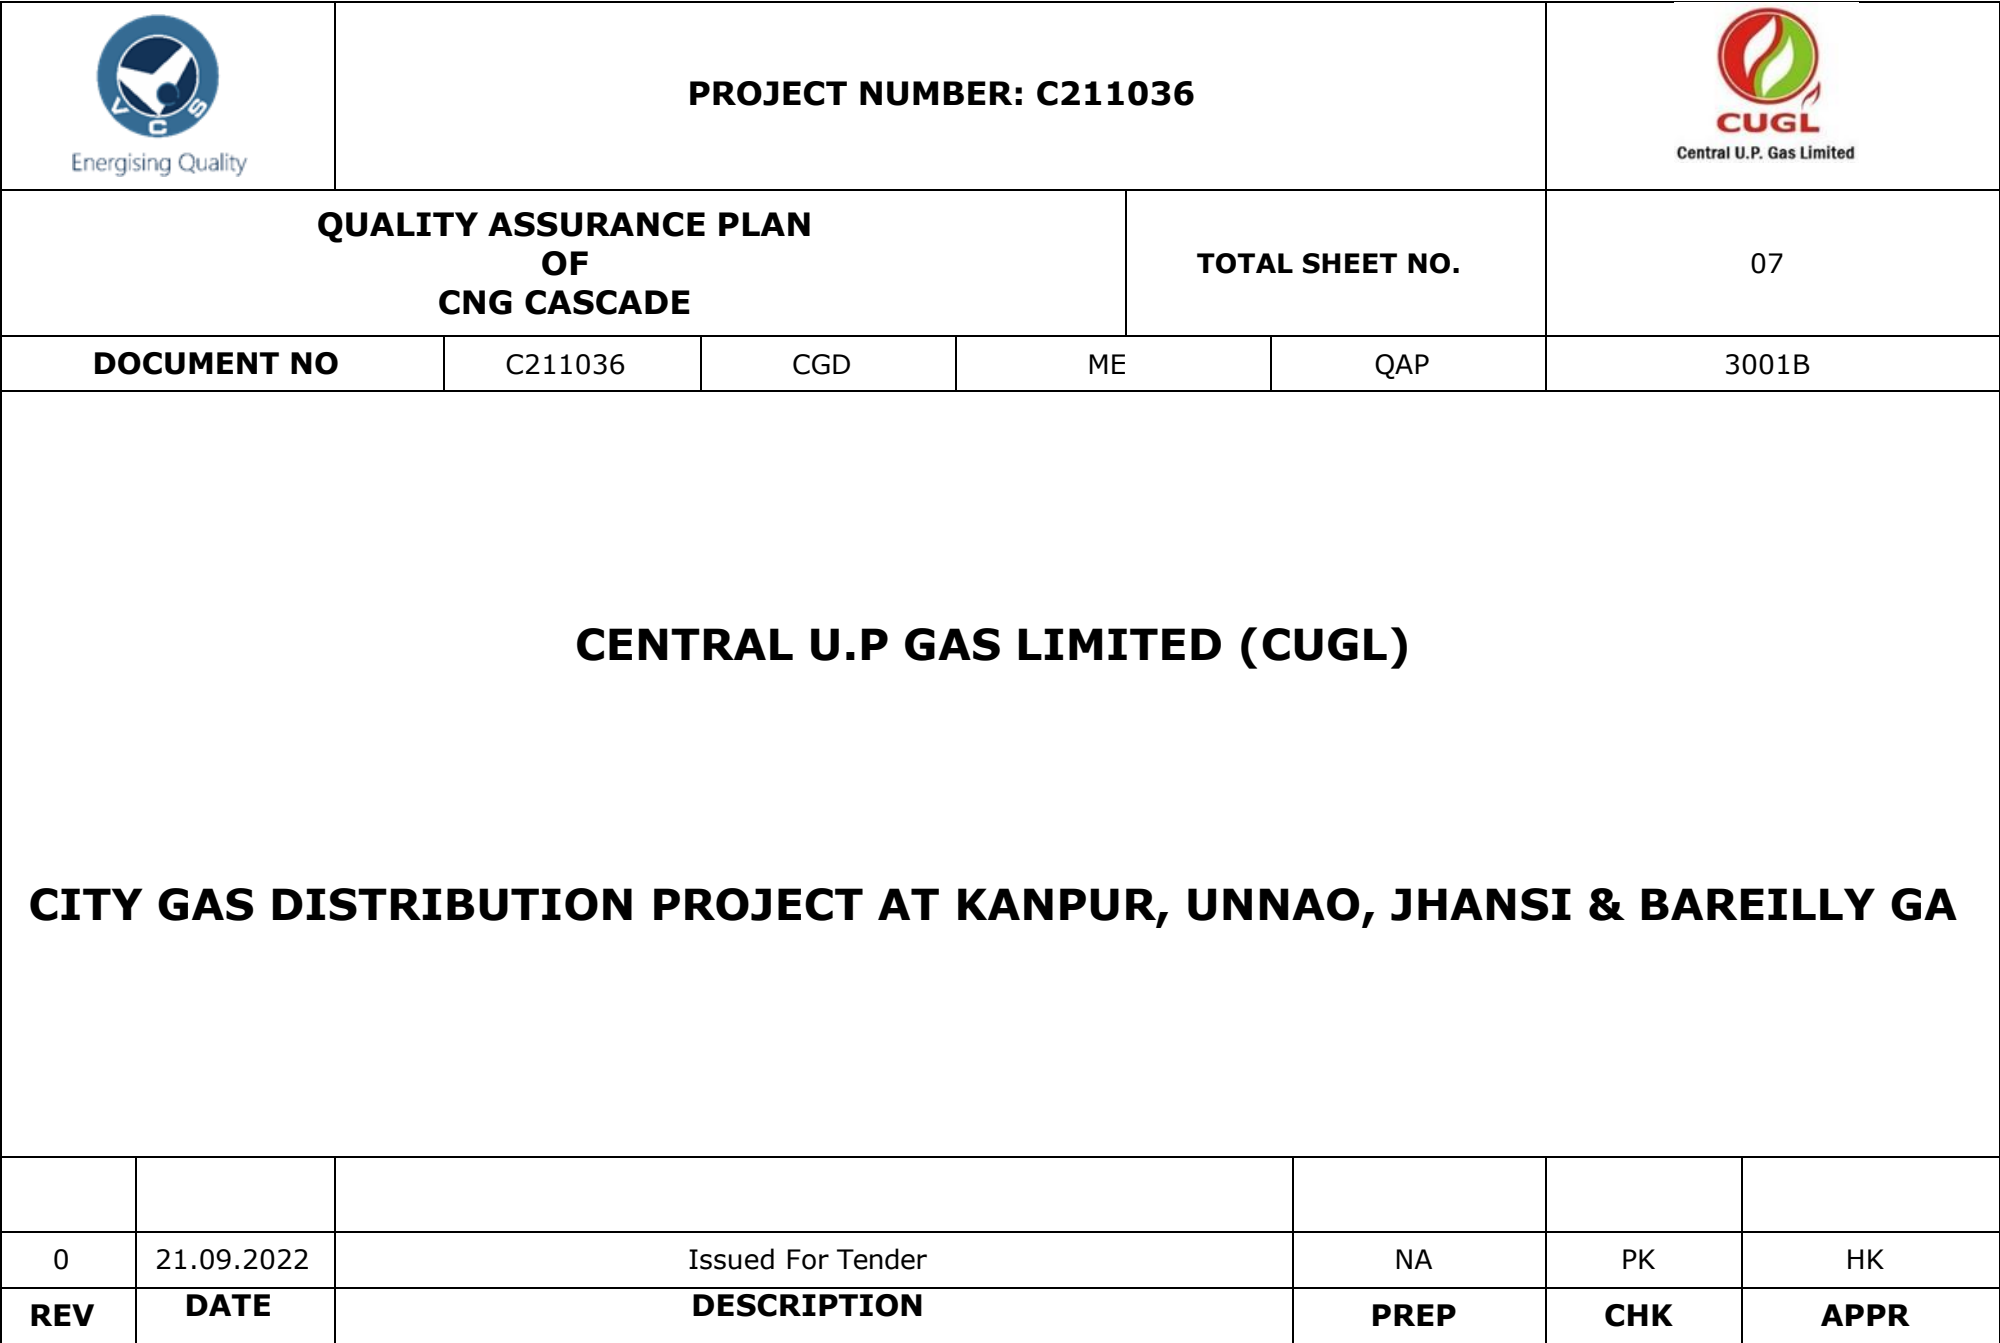 VCS
Energising Quality
PROJECT NUMBER: C211036
CUGL
Central U.P. Gas Limited
QUALITY ASSURANCE PLAN
OF
CNG CASCADE
TOTAL SHEET NO.
07
DOCUMENT NO C211036 CGD ME QAP 3001B
CENTRAL U.P GAS LIMITED (CUGL)
CITY GAS DISTRIBUTION PROJECT AT KANPUR, UNNAO, JHANSI & BAREILLY GA
0 21.09.2022 Issued For Tender NA PK HK
REV DATE DESCRIPTION PREP CHK APPR